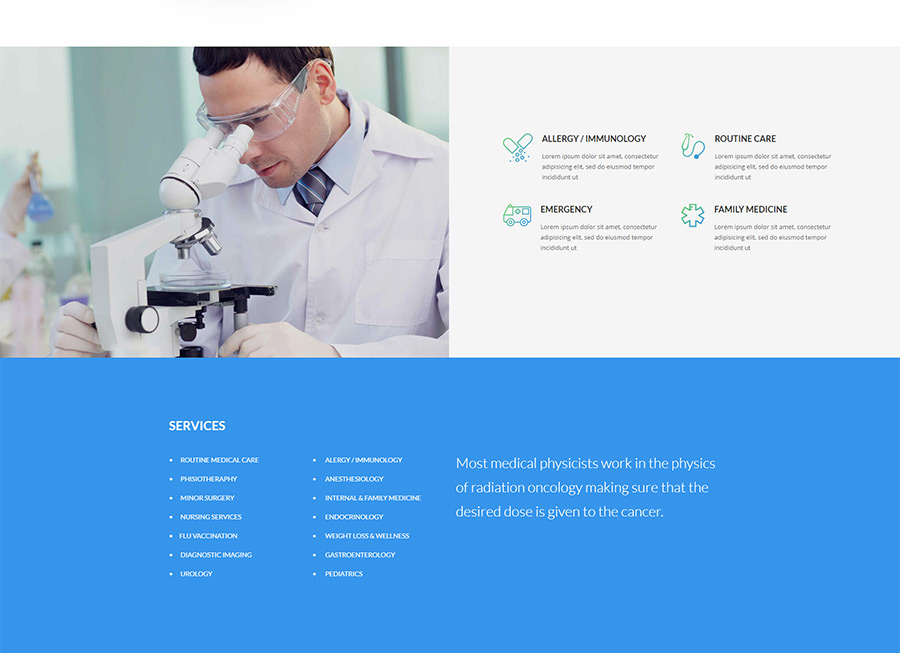 ALLERGY / IMMUNOLOGY
Lorem ipsum dolor sit amet, consectetur
adipisicing elit, sed do eiusmod tempor
incididunt ut
ROUTINE CARE
Lorem ipsum dolor sit amet, consectetur
adipisicing elit, sed do eiusmod tempor
incididunt ut
EMERGENCY
Lorem ipsum dolor sit amet, consectetur
adipisicing elit, sed do eiusmod tempor
incididunt ut
FAMILY MEDICINE
Lorem ipsum dolor sit amet, consectetur
adipisicing elit, sed do eiusmod tempor
incididunt ut
SERVICES
• ROUTINE MEDICAL CARE
• PHISIOTHERAPHY
• MINOR SURGERY
• NURSING SERVICES
• FLU VACCINATION
• DIAGNOSTIC IMAGING
• UROLOGY
• ALERGY / IMMUNOLOGY
• ANESTHESIOLOGY
• INTERNAL & FAMILY MEDICINE
• ENDOCRINOLOGY
• WEIGHT LOSS & WELLNESS
• GASTROENTEROLOGY
• PEDIATRICS
Most medical physicists work in the physics
of radiation oncology making sure that the
desired dose is given to the cancer.